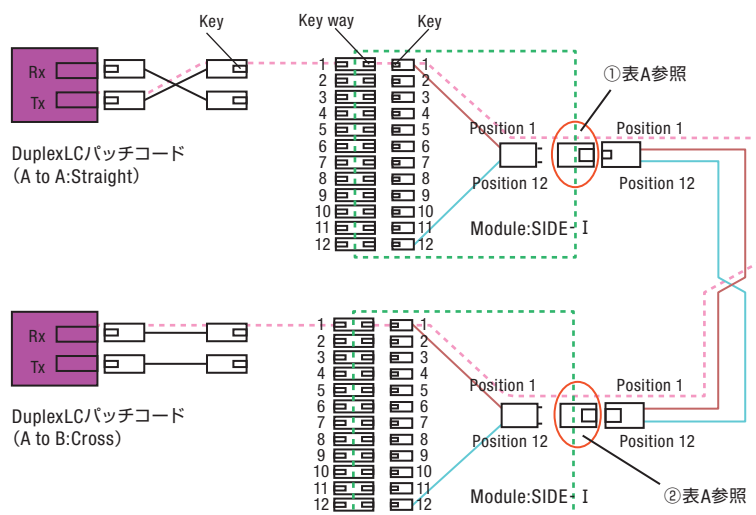 Key
Key way
Key
Rx
Tx
DuplexLCパッチコード
（A to A:Straight）
1
2
3
4
5
6
7
8
9
10
11
12
1
2
3
4
5
6
7
8
9
10
11
12
①表A参照
Position 1
Position 1
Position 12
Position 12
Module:SIDE-Ⅰ
Rx
Tx
DuplexLCパッチコード
（A to B:Cross）
1
2
3
4
5
6
7
8
9
10
11
12
1
2
3
4
5
6
7
8
9
10
11
12
Position 1
Position 1
Position 12
Position 12
Module:SIDE-Ⅰ
②表A参照